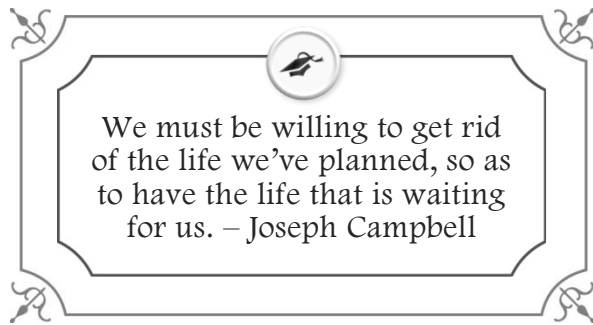 We must be willing to get rid
of the life we’ve planned, so as
to have the life that is waiting
for us. – Joseph Campbell